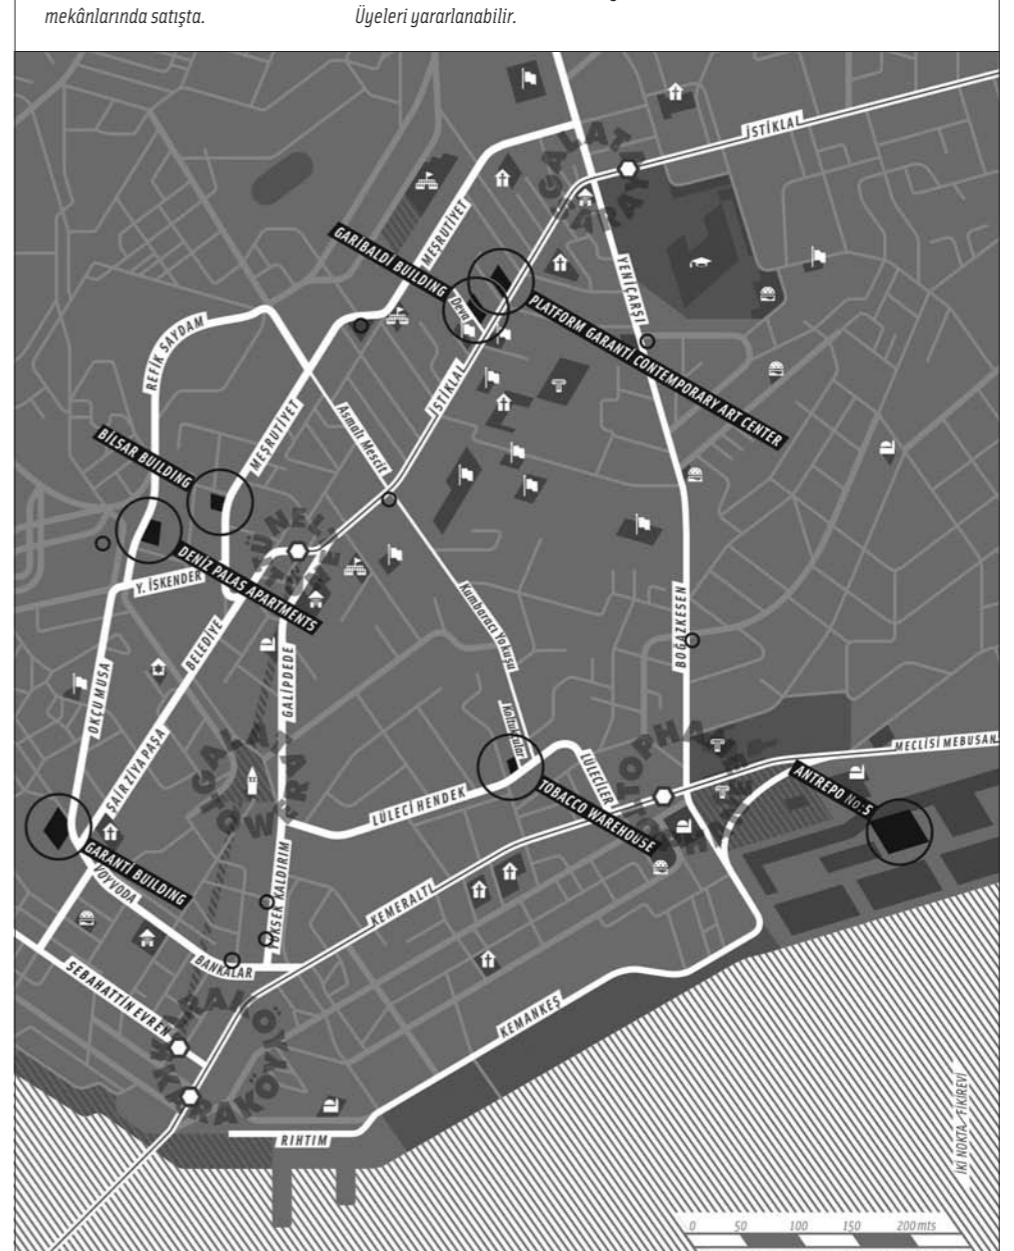 mekânlarında satışta.
Üyeleri yararlanabilir.
İSTİKLAL
GALATA
SARAY
MEŞRUTİYET
GARİBALDİ BUILDING
YENİÇARŞI
Deva
PLATFORM GARANTİ CONTEMPORARY ART CENTER
REFİK SAYDAM
İSTİKLAL
MEŞRUTİYET
Asmalı Mescit
BİLSAR BUILDING
TÜNEL
DENİZ PALAS APARTMENTS
Y. İSKENDER
Kumbaracı Yokuşu
BOĞAZKESEN
BELEDİYE
GALİPDEDE
OKÇU MUSA
ŞAİR ZİYA PAŞA
TOPHANE
LÜLECİLER
MECLİSİ MEBUSAN
GALATA
TOWER
LÜLECİ HENDEK
TOBACCO WAREHOUSE
ANTREPO No:5
GARANTİ BUILDING
VOYVODA
YÜKSEK KALDIRIM
KEMERALTI
BANKALAR
SEBAHATTİN EVREN
KARAKÖY
KEMANKEŞ
RIHTIM
İKİ NOKTA / FİKİREVİ
0 50 100 150 200 mts